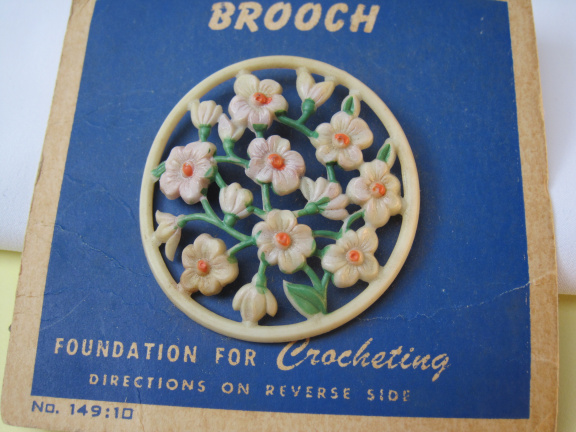 BROOCH
FOUNDATION FOR Crocheting
DIRECTIONS ON REVERSE SIDE
No. 149:10